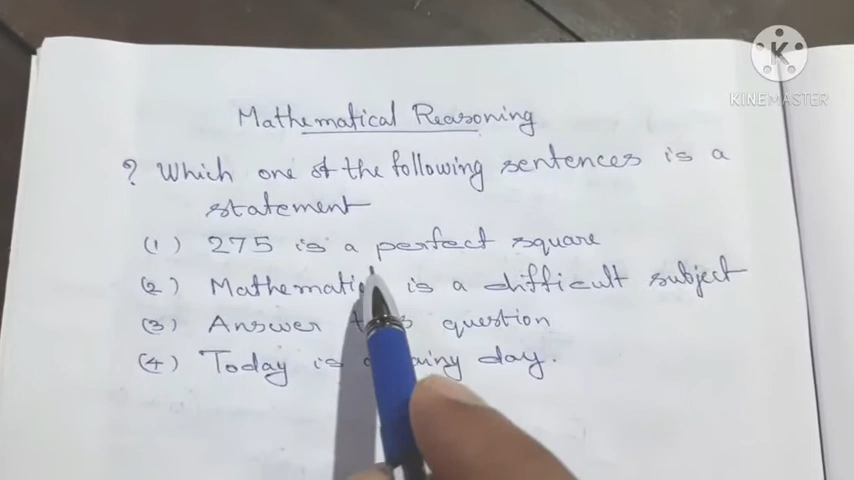 KINEMASTER
Mathematical Reasoning
? Which one of the following sentences is a
statement
(1) 275 is a perfect square
(2) is a difficult subject
(3) Answer question
(4) Today is day.